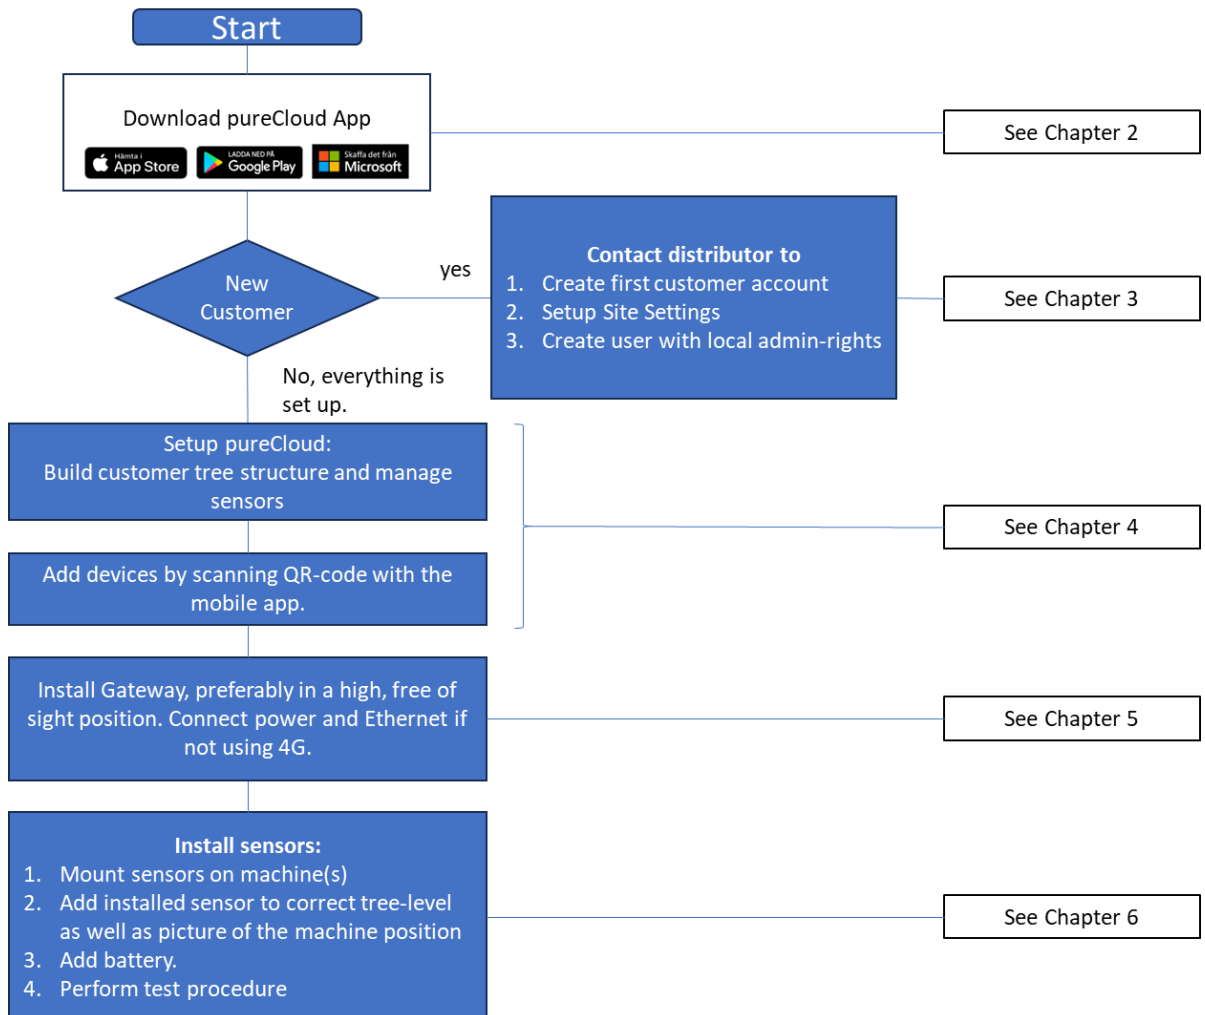 Start
Download pureCloud App
Hämta i
App Store
LADDA NED PÅ
Google Play
Skaffa det från
Microsoft
See Chapter 2
New
Customer
yes
Contact distributor to
1. Create first customer account
2. Setup Site Settings
3. Create user with local admin-rights
See Chapter 3
No, everything is
set up.
Setup pureCloud:
Build customer tree structure and manage
sensors
Add devices by scanning QR-code with the
mobile app.
See Chapter 4
Install Gateway, preferably in a high, free of
sight position. Connect power and Ethernet if
not using 4G.
See Chapter 5
Install sensors:
1. Mount sensors on machine(s)
2. Add installed sensor to correct tree-level
as well as picture of the machine position
3. Add battery.
4. Perform test procedure
See Chapter 6